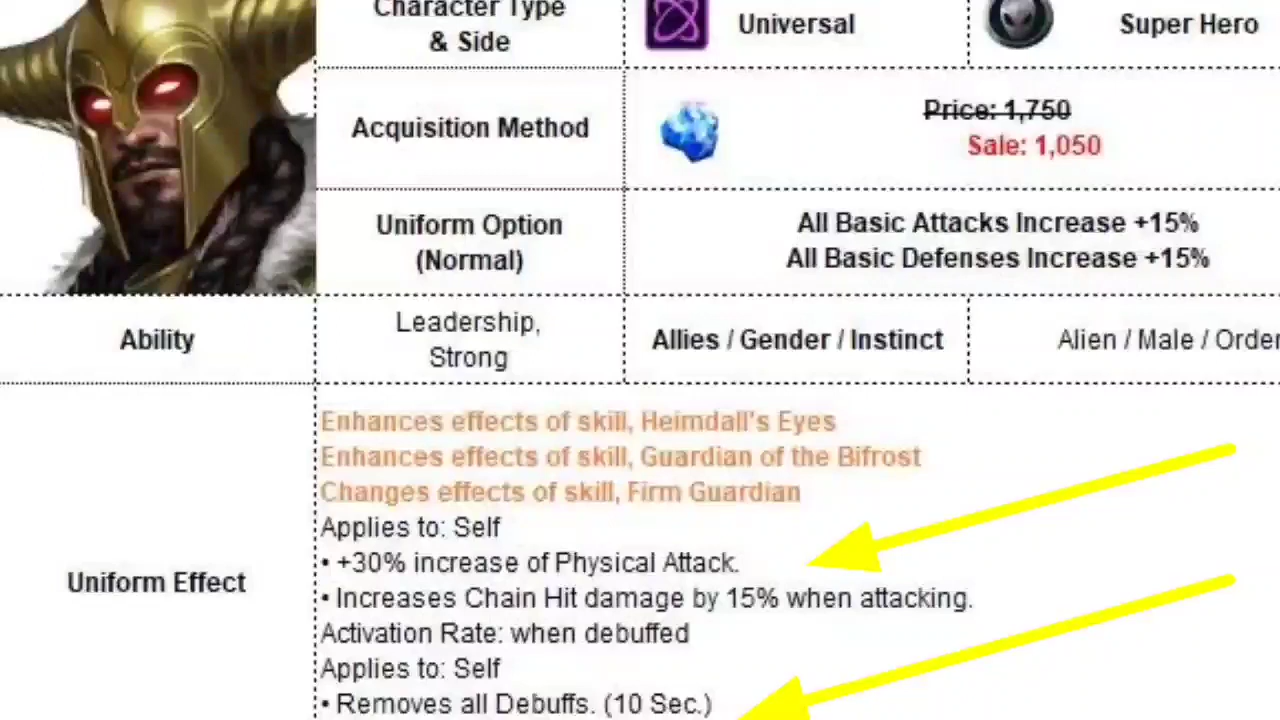 Character Type
& Side
Universal
Super Hero
Acquisition Method
Price: 1,750
Sale: 1,050
Uniform Option
(Normal)
All Basic Attacks Increase +15%
All Basic Defenses Increase +15%
Ability
Leadership,
Strong
Allies / Gender / Instinct
Alien / Male / Order
Uniform Effect
Enhances effects of skill, Heimdall's Eyes
Enhances effects of skill, Guardian of the Bifrost
Changes effects of skill, Firm Guardian
Applies to: Self
• +30% increase of Physical Attack.
• Increases Chain Hit damage by 15% when attacking.
Activation Rate: when debuffed
Applies to: Self
• Removes all Debuffs. (10 Sec.)